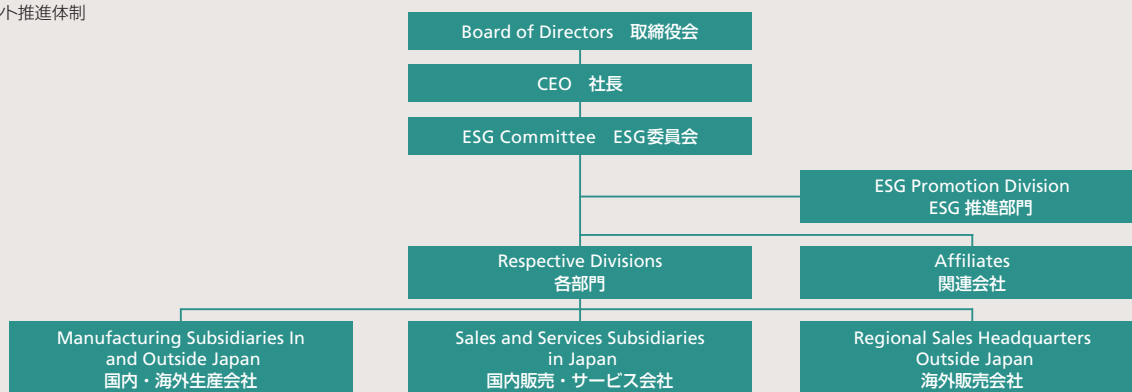 ント推進体制
Board of Directors 取締役会
CEO 社長
ESG Committee ESG委員会
ESG Promotion Division
ESG 推進部門
Respective Divisions
各部門
Affiliates
関連会社
Manufacturing Subsidiaries In
and Outside Japan
国内・海外生産会社
Sales and Services Subsidiaries
in Japan
国内販売・サービス会社
Regional Sales Headquarters
Outside Japan
海外販売会社